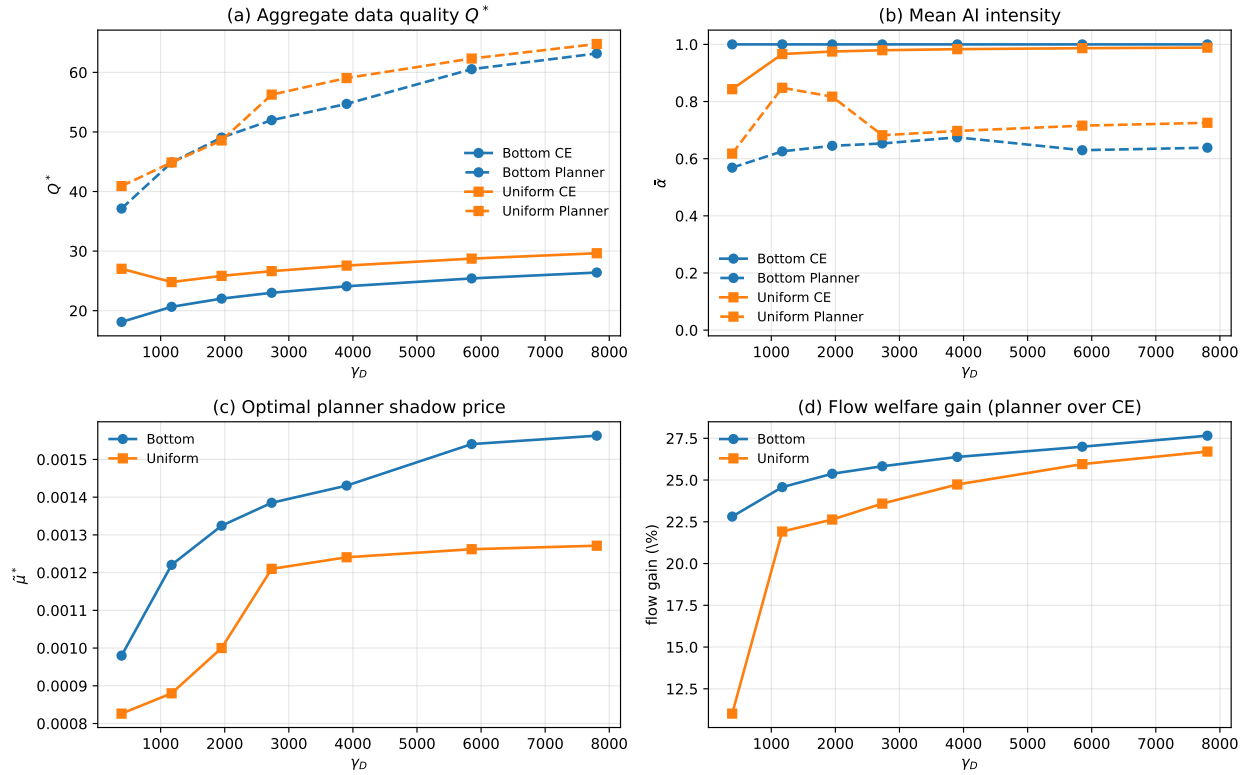 (a) Aggregate data quality Q*
60
50
40
30
20
Q*
Bottom CE
Bottom Planner
Uniform CE
Uniform Planner
1000 2000 3000 4000 5000 6000 7000 8000
γ_D
(b) Mean AI intensity
1.0
0.8
0.6
0.4
0.2
0.0
ᾱ
Bottom CE
Bottom Planner
Uniform CE
Uniform Planner
1000 2000 3000 4000 5000 6000 7000 8000
γ_D
(c) Optimal planner shadow price
Bottom
Uniform
0.0015
0.0014
0.0013
0.0012
0.0011
0.0010
0.0009
0.0008
μ̃*
1000 2000 3000 4000 5000 6000 7000 8000
γ_D
(d) Flow welfare gain (planner over CE)
Bottom
Uniform
27.5
25.0
22.5
20.0
17.5
15.0
12.5
flow gain (\%)
1000 2000 3000 4000 5000 6000 7000 8000
γ_D